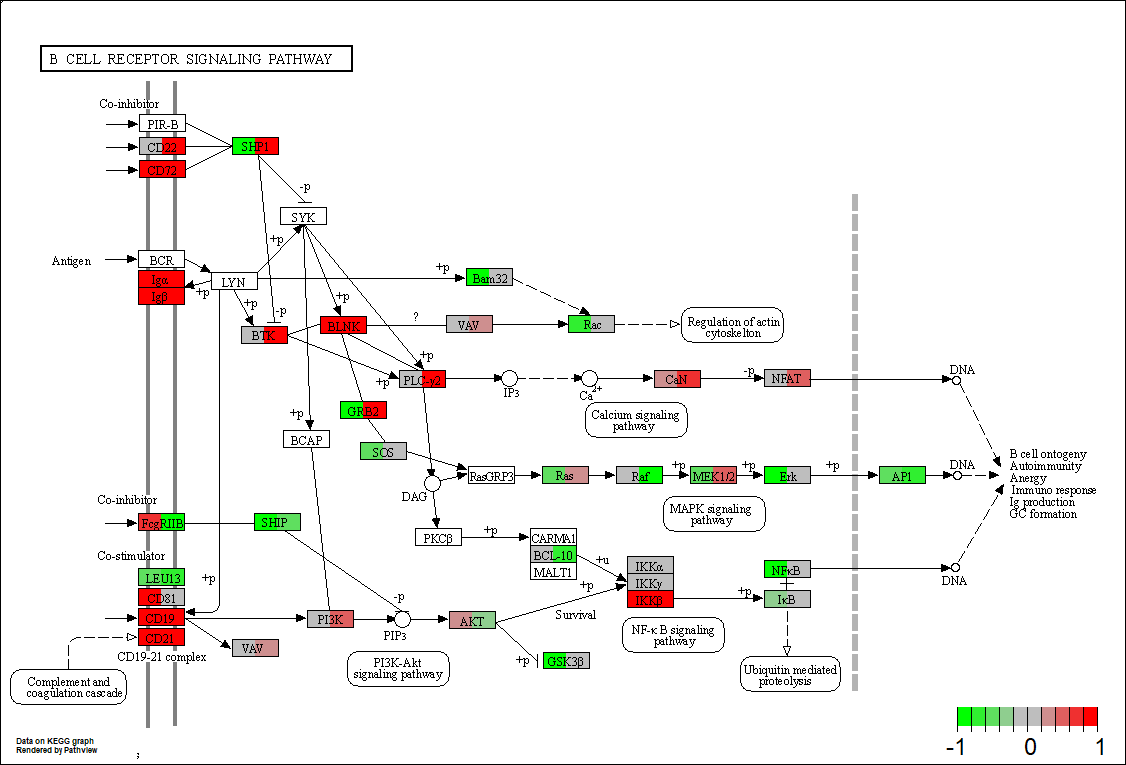 B CELL RECEPTOR SIGNALING PATHWAY
Co-inhibitor
PIR-B
CD22
SHP1
CD72
-p
SYK
+p
Antigen
BCR
LYN
+p
Bam32
Igα
Igβ
+p
+p
-p
+p
BTK
BLNK
?
VAV
Rac
Regulation of actin
cytoskelton
+p
+p
PLC-γ2
IP3
Ca2+
CaN
-p
NFAT
DNA
GRB2
Calcium signaling
pathway
+p
BCAP
SOS
DAG
RasGRP3
Ras
Raf
+p
MEK1/2
+p
Erk
+p
AP1
DNA
B cell ontogeny
Autoimmunity
Anergy
Immuno response
Ig production
GC formation
MAPK signaling
pathway
Co-inhibitor
FcgRIIB
SHIP
PKCβ
+p
CARMA1
BCL-10
MALT1
+u
+p
IKKα
IKKγ
IKKβ
+p
NFκB
IκB
DNA
Co-stimulator
LEU13
+p
CD81
CD19
CD21
CD19-21 complex
VAV
PI3K
-p
PIP3
AKT
Survival
+p
GSK3β
NF-κ B signaling
pathway
PI3K-Akt
signaling pathway
Ubiquitin mediated
proteolysis
Complement and
coagulation cascade
-1
0
1
Data on KEGG graph
Rendered by Pathview
;